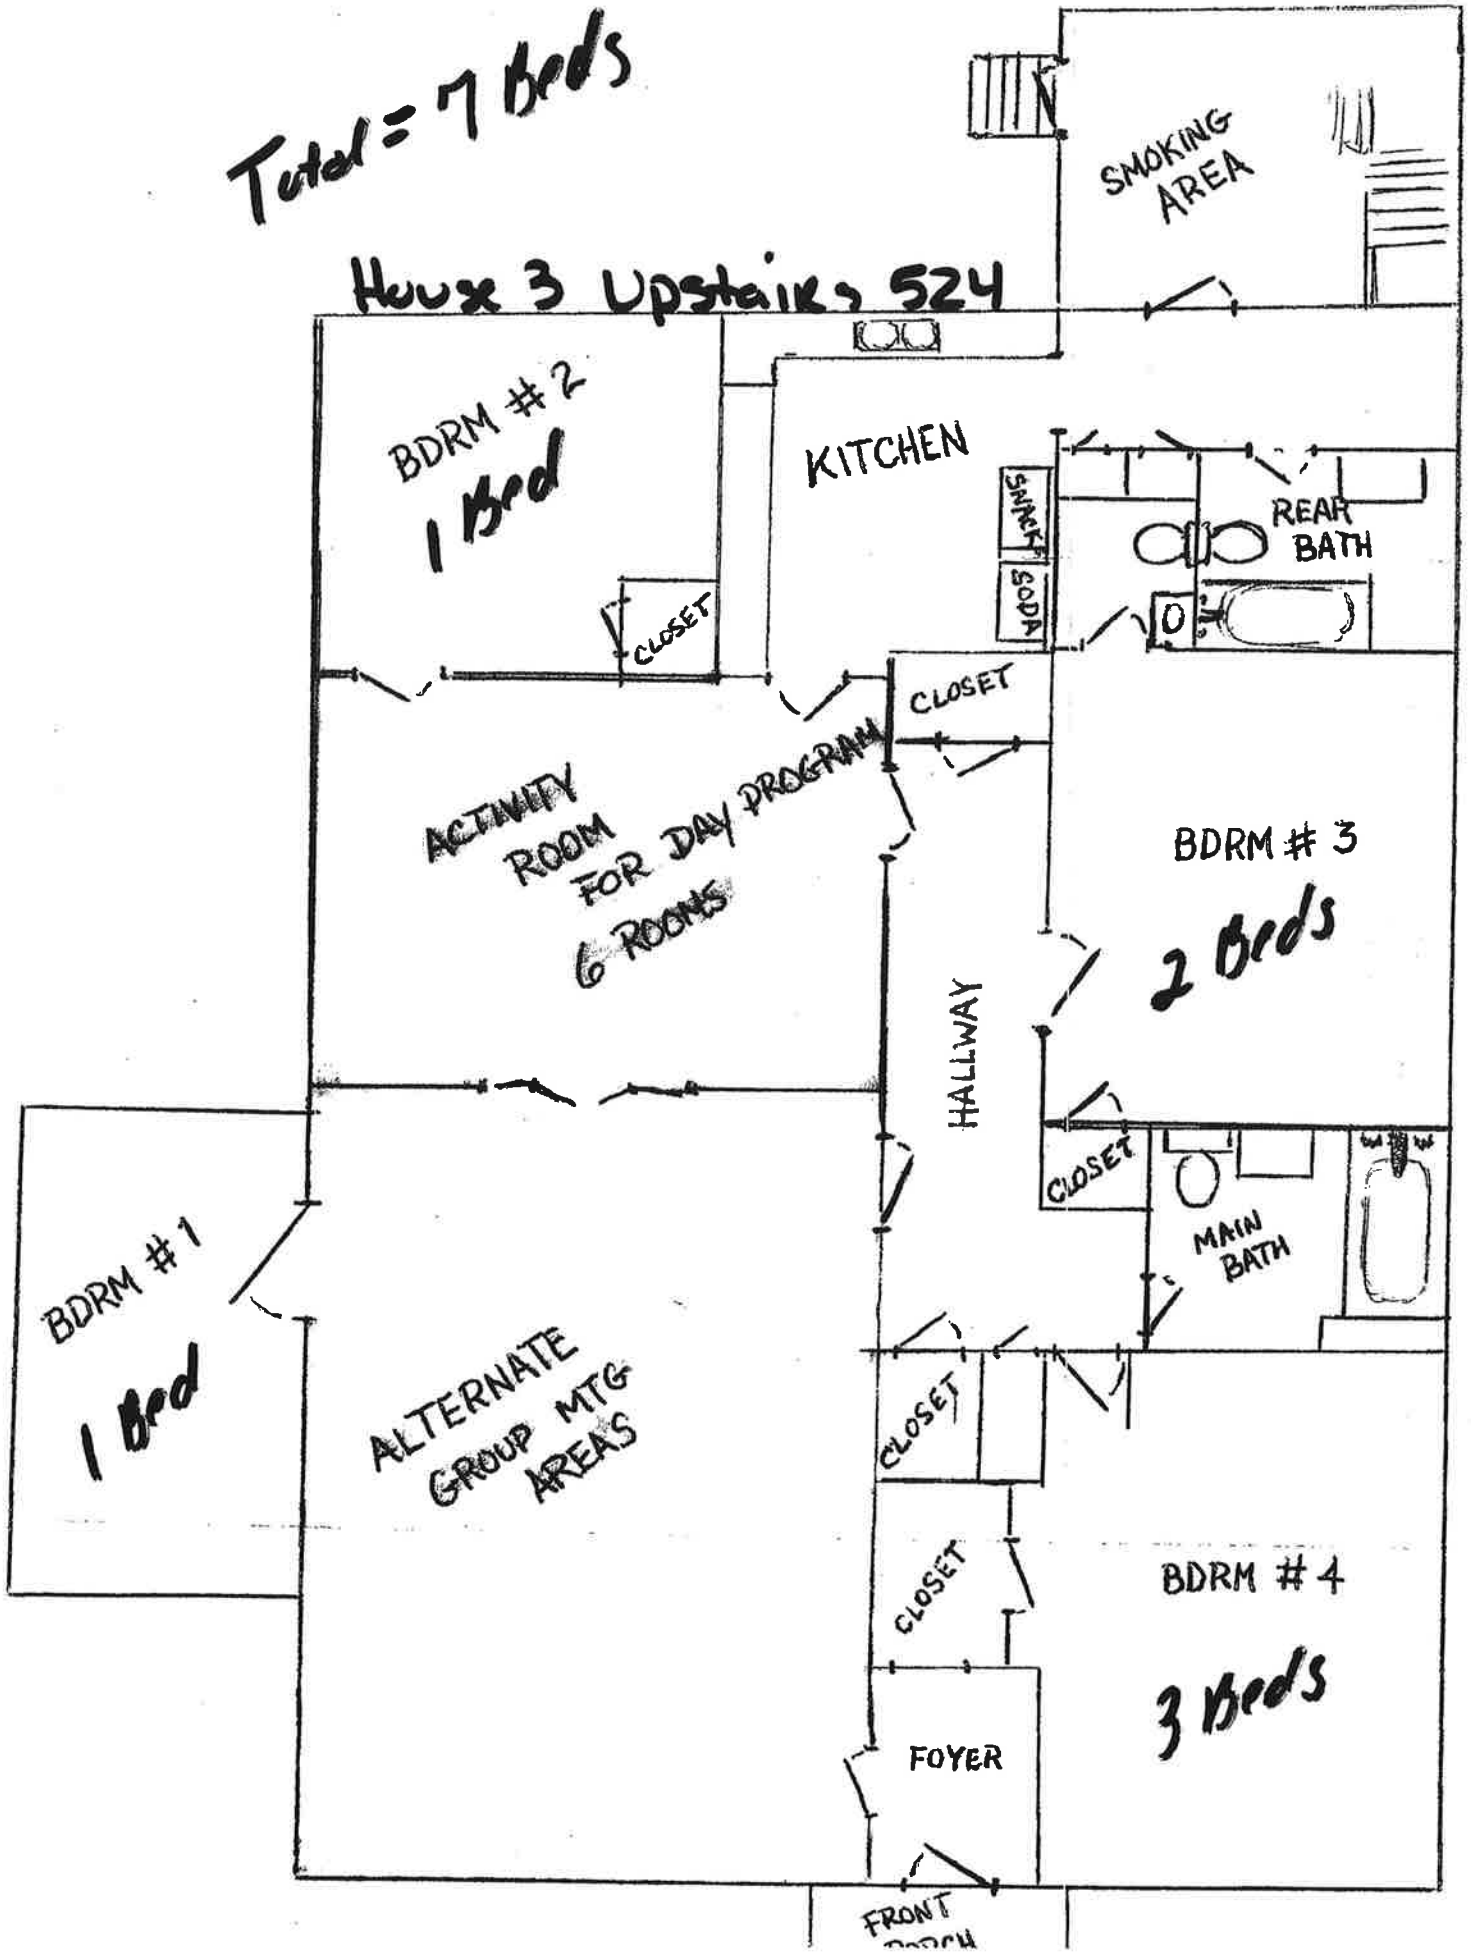 Total = 7 Beds
House 3 Upstairs 524
SMOKING
AREA
BDRM # 2
1 Bed
KITCHEN
SNACKS
SODA
REAR
BATH
CLOSET
CLOSET
ACTIVITY
ROOM
FOR DAY PROGRAM
6 ROOMS
BDRM # 3
2 Beds
HALLWAY
CLOSET
MAIN
BATH
BDRM # 1
1 Bed
ALTERNATE
GROUP MTG
AREAS
CLOSET
CLOSET
BDRM # 4
3 Beds
FOYER
FRONT
PORCH